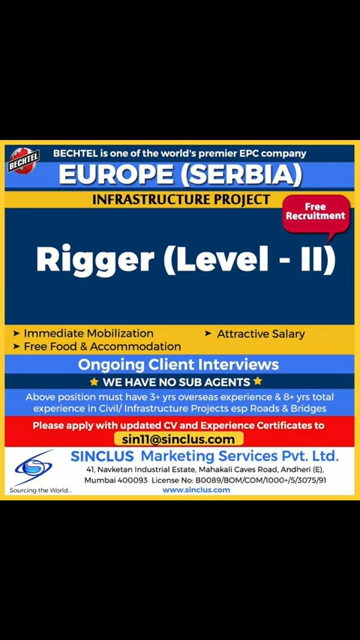 BECHTEL
BECHTEL is one of the world's premier EPC company
EUROPE (SERBIA)
INFRASTRUCTURE PROJECT
Free
Recruitment
Rigger (Level - II)
➤ Immediate Mobilization
➤ Attractive Salary
➤ Free Food & Accommodation
Ongoing Client Interviews
★ WE HAVE NO SUB AGENTS ★
Above position must have 3+ yrs overseas experience & 8+ yrs total
experience in Civil/ Infrastructure Projects esp Roads & Bridges
Please apply with updated CV and Experience Certificates to
sin11@sinclus.com
SINCLUS Marketing Services Pvt. Ltd.
41, Navketan Industrial Estate, Mahakali Caves Road, Andheri (E),
Mumbai 400093 License No: B0089/BOM/COM/1000+/5/3075/91
Sourcing the World...
www.sinclus.com